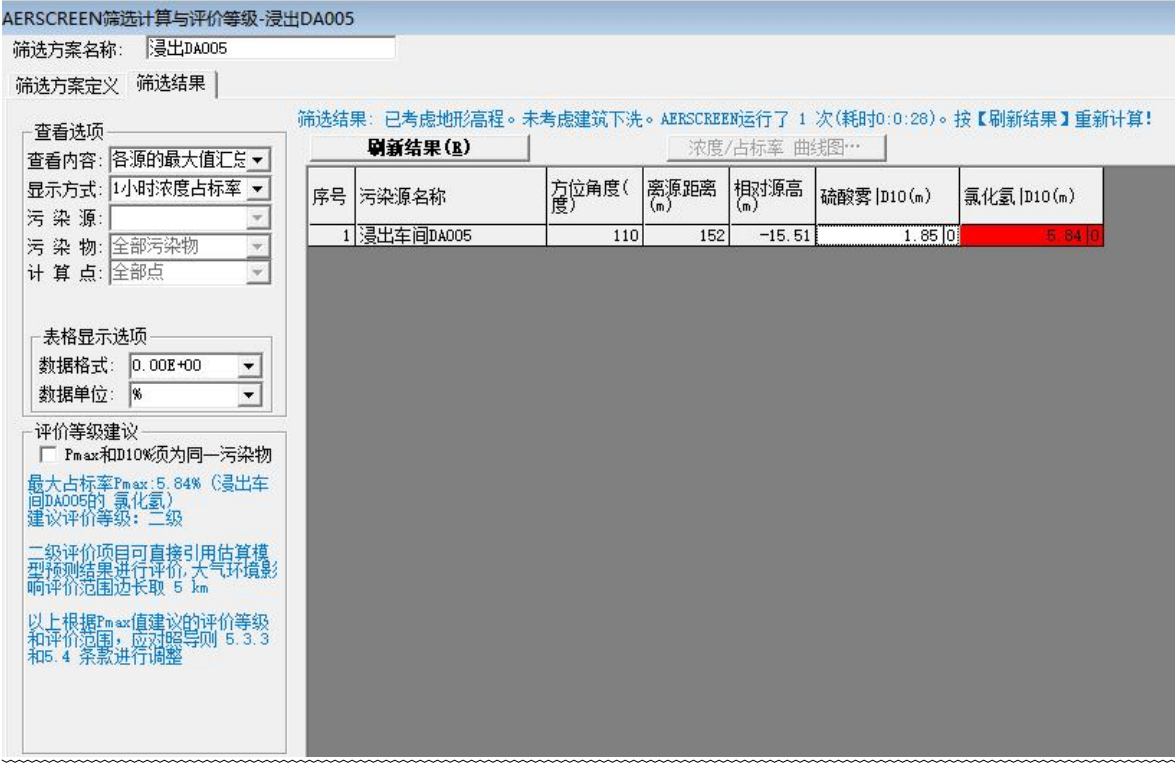 AERSCREEN筛选计算与评价等级-浸出DA005
筛选方案名称: 浸出DA005
筛选方案定义 筛选结果
筛选结果: 已考虑地形高程。未考虑建筑下洗。AERSCREEN运行了 1 次(耗时0:0:28)。按【刷新结果】重新计算!
查看选项
查看内容: 各源的最大值汇总
显示方式: 1小时浓度占标率
污 染 源:
污 染 物: 全部污染物
计 算 点: 全部点
刷新结果(R) 浓度/占标率 曲线图…
序号 污染源名称 方位角度(度) 离源距离(m) 相对源高(m) 硫酸雾|D10(m) 氯化氢|D10(m)
1 浸出车间DA005 110 152 -15.51 1.85|0 5.84|0
表格显示选项
数据格式: 0.00E+00
数据单位: %
评价等级建议
Pmax和D10%须为同一污染物
最大占标率Pmax:5.84% (浸出车
间DA005的 氯化氢)
建议评价等级: 二级
二级评价项目可直接引用估算模
型预测结果进行评价,大气环境影
响评价范围边长取 5 km
以上根据Pmax值建议的评价等级
和评价范围, 应对照导则 5.3.3
和5.4 条款进行调整